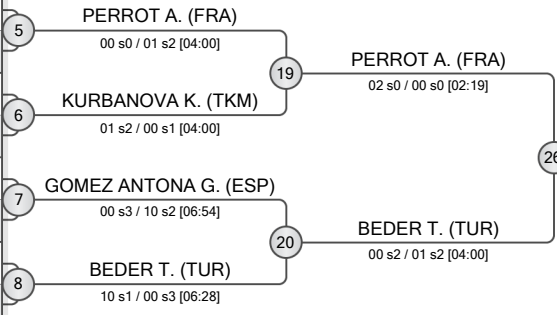 5
PERROT A. (FRA)
00 s0 / 01 s2 [04:00]
19
PERROT A. (FRA)
02 s0 / 00 s0 [02:19]
6
KURBANOVA K. (TKM)
01 s2 / 00 s1 [04:00]
26
7
GOMEZ ANTONA G. (ESP)
00 s3 / 10 s2 [06:54]
20
BEDER T. (TUR)
00 s2 / 01 s2 [04:00]
8
BEDER T. (TUR)
10 s1 / 00 s3 [06:28]